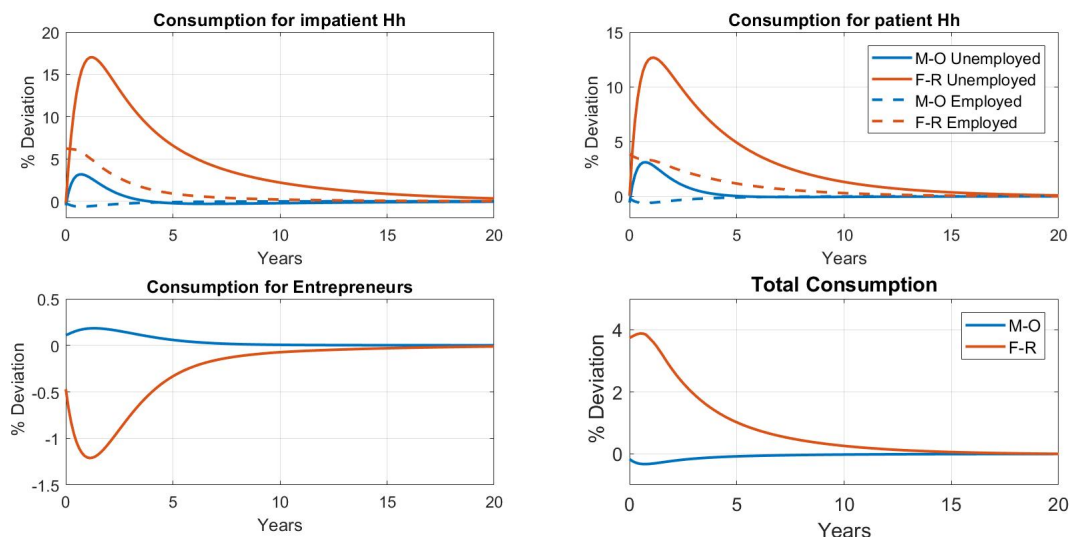 Consumption for impatient Hh
20
15
10
5
0
% Deviation
0 5 10 15 20
Years
Consumption for patient Hh
15
10
5
0
% Deviation
M-O Unemployed
F-R Unemployed
M-O Employed
F-R Employed
0 5 10 15 20
Years
Consumption for Entrepreneurs
0.5
0
-0.5
-1
-1.5
% Deviation
0 5 10 15 20
Years
Total Consumption
4
2
0
% Deviation
M-O
F-R
0 5 10 15 20
Years